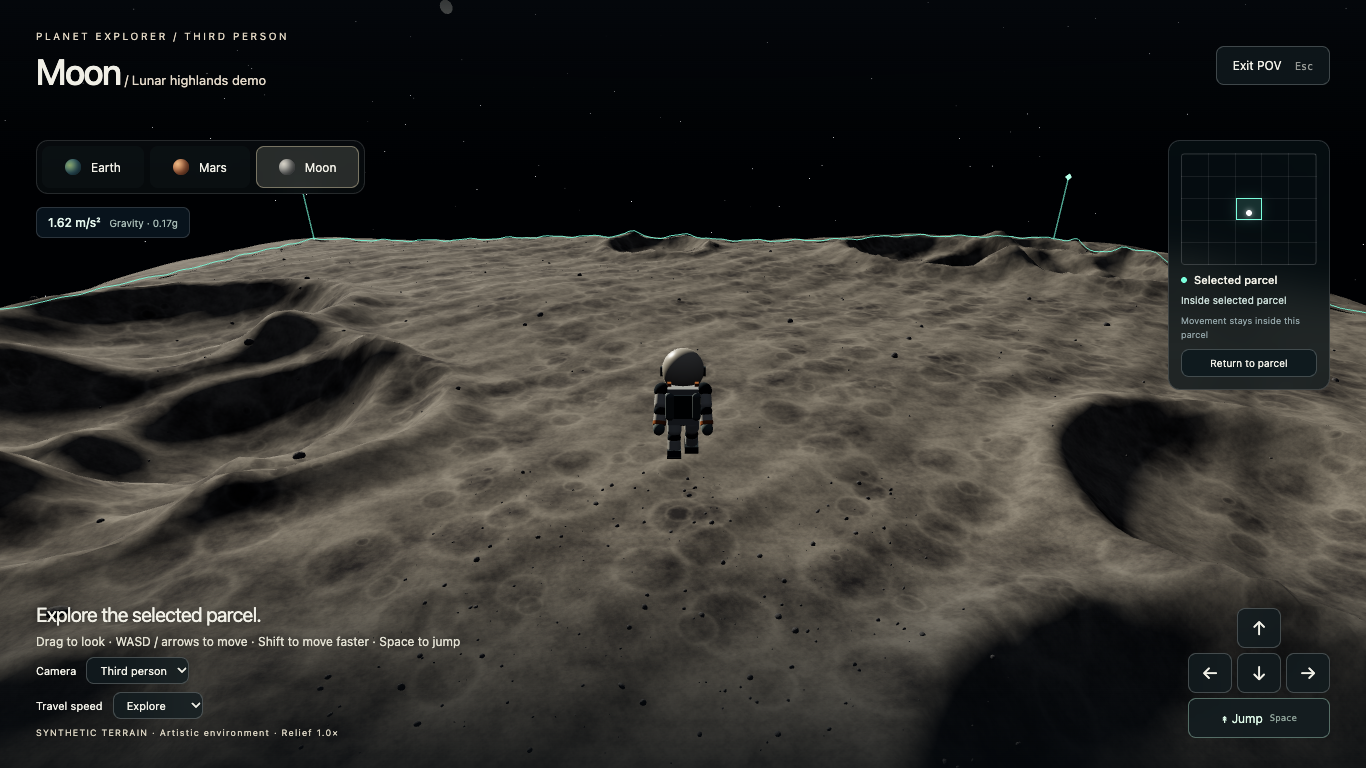 PLANET EXPLORER / THIRD PERSON
Moon / Lunar highlands demo
Exit POV Esc
Earth Mars Moon
1.62 m/s² Gravity · 0.17g
Selected parcel
Inside selected parcel
Movement stays inside this
parcel
Return to parcel
Explore the selected parcel.
Drag to look · WASD / arrows to move · Shift to move faster · Space to jump
Camera Third person
Travel speed Explore
SYNTHETIC TERRAIN · Artistic environment · Relief 1.0×
↑
← ↓ →
Jump Space